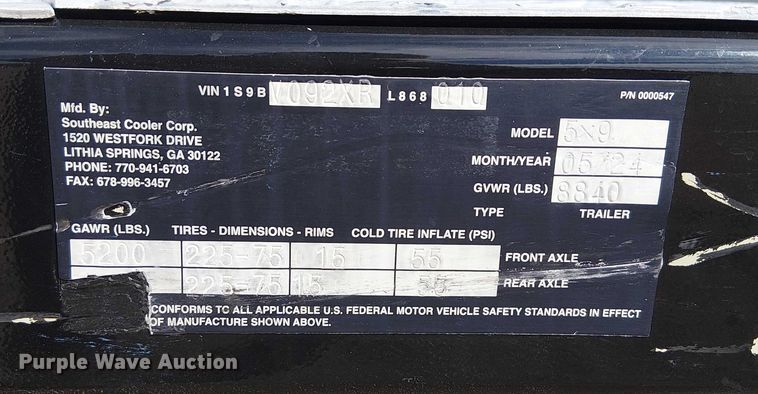 VIN 1S9B V092XR L868 010
P/N 0000547
Mfd. By:
Southeast Cooler Corp.
1520 WESTFORK DRIVE
LITHIA SPRINGS, GA 30122
PHONE: 770-941-6703
FAX: 678-996-3457
MODEL 5x9
MONTH/YEAR 05/24
GVWR (LBS.) 8840
TYPE TRAILER
GAWR (LBS.) TIRES - DIMENSIONS - RIMS COLD TIRE INFLATE (PSI)
5200 225-75 15 55 FRONT AXLE
225-75 15 55 REAR AXLE
CONFORMS TO ALL APPLICABLE U.S. FEDERAL MOTOR VEHICLE SAFETY STANDARDS IN EFFECT
OF MANUFACTURE SHOWN ABOVE.
Purple Wave Auction